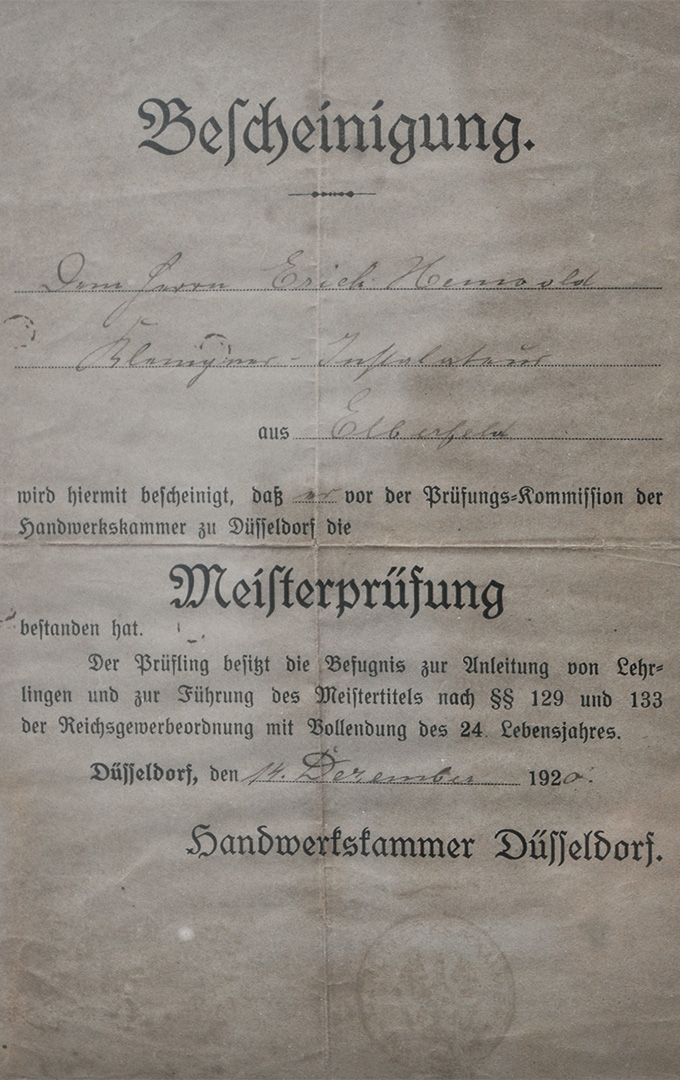 Bescheinigung.
Dem Herrn Erich
Klempner - Instalateur
aus Elberfeld
wird hiermit bescheinigt, daß er vor der Prüfungs-Kommission der
Handwerkskammer zu Düsseldorf die
Meisterprüfung
bestanden hat.
Der Prüfling besitzt die Befugnis zur Anleitung von Lehr-
lingen und zur Führung des Meistertitels nach §§ 129 und 133
der Reichsgewerbeordnung mit Vollendung des 24. Lebensjahres.
Düsseldorf, den 14. Dezember 1920.
Handwerkskammer Düsseldorf.